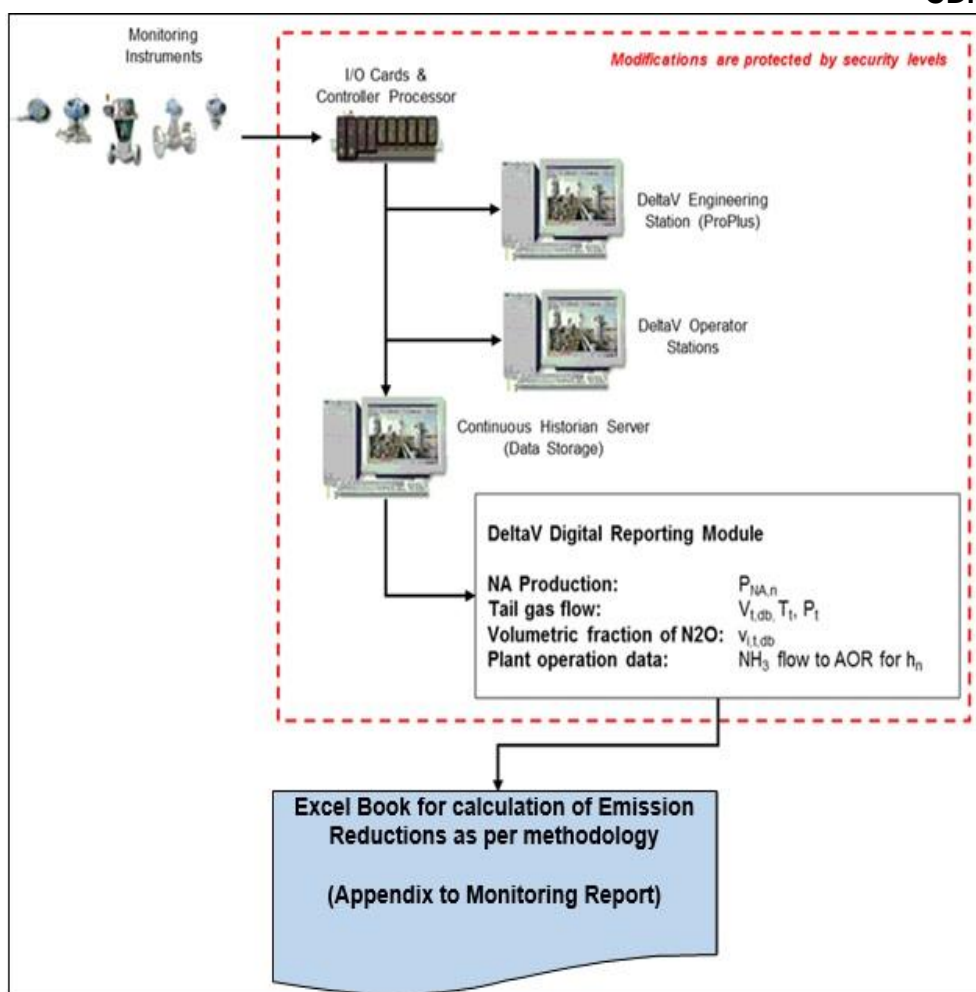 Monitoring
Instruments
Modifications are protected by security levels
I/O Cards &
Controller Processor
DeltaV Engineering
Station (ProPlus)
DeltaV Operator
Stations
Continuous Historian Server
(Data Storage)
DeltaV Digital Reporting Module
NA Production: P_NA,n
Tail gas flow: V_t,db, T_t, P_t
Volumetric fraction of N2O: v_i,t,db
Plant operation data: NH₃ flow to AOR for h_n
Excel Book for calculation of Emission
Reductions as per methodology
(Appendix to Monitoring Report)